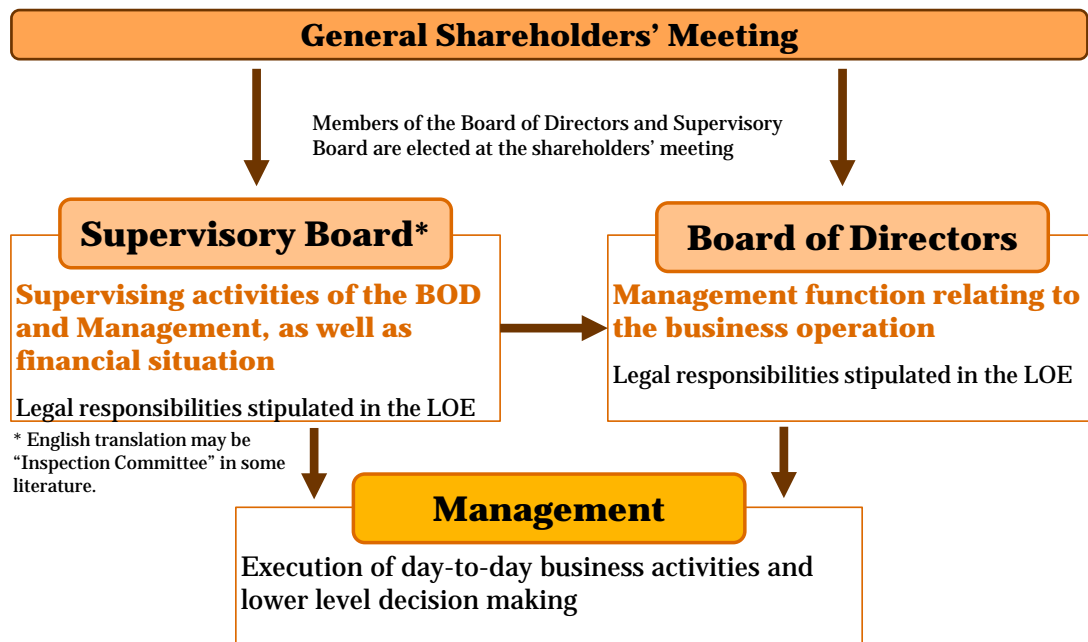 General Shareholders’ Meeting
Members of the Board of Directors and Supervisory
Board are elected at the shareholders’ meeting
Supervisory Board*
Supervising activities of the BOD
and Management, as well as
financial situation
Legal responsibilities stipulated in the LOE
* English translation may be
“Inspection Committee” in some
literature.
Board of Directors
Management function relating to
the business operation
Legal responsibilities stipulated in the LOE
Management
Execution of day-to-day business activities and
lower level decision making